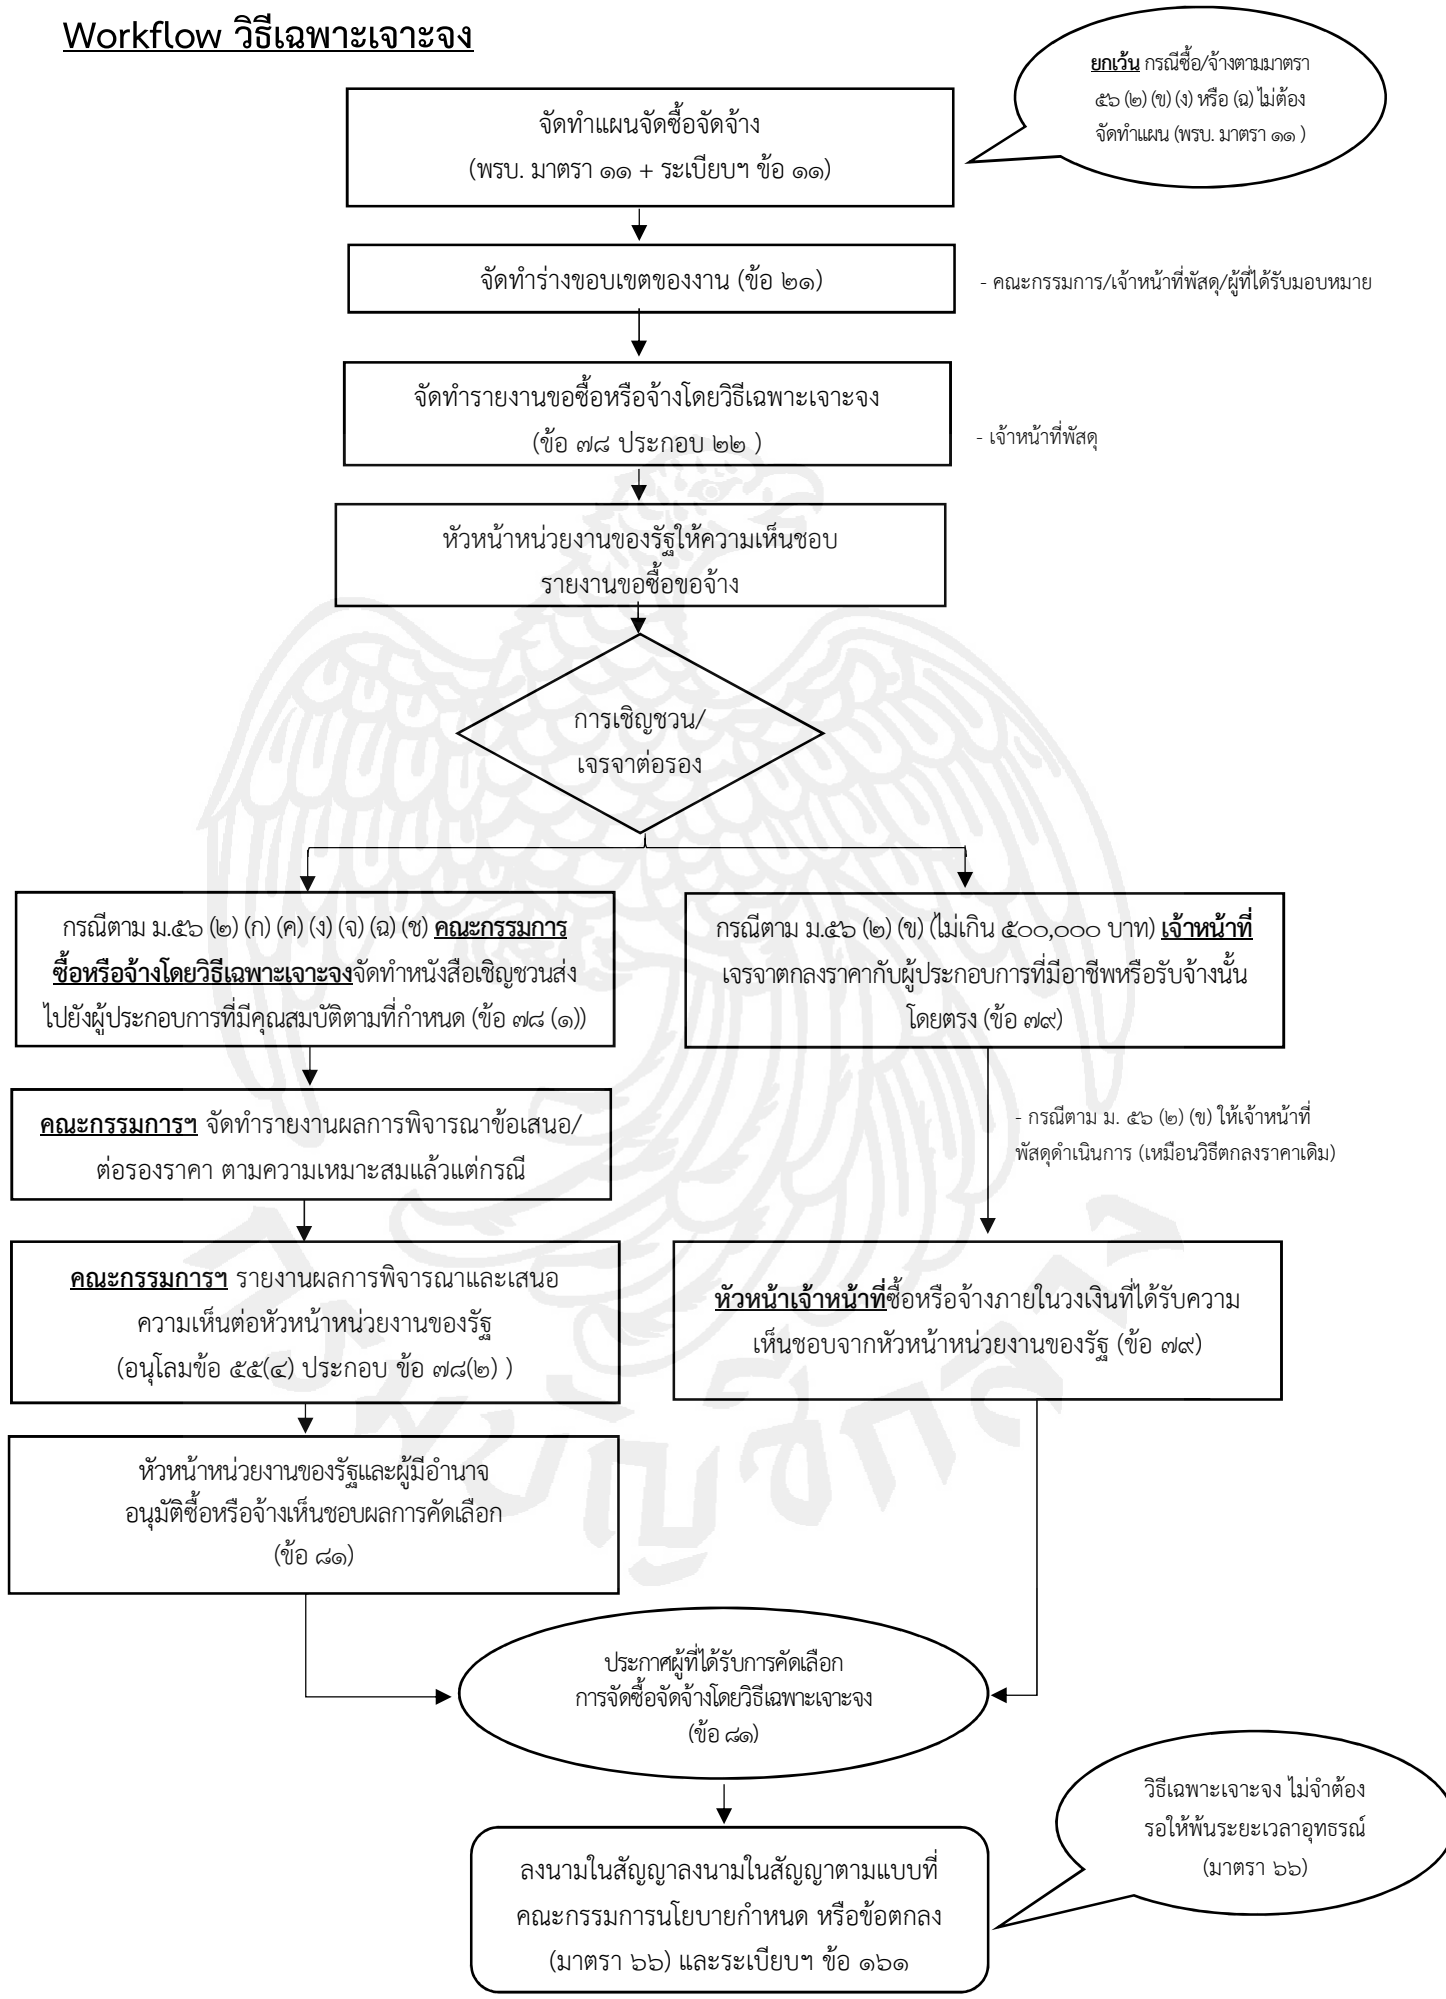 Workflow วิธีเฉพาะเจาะจง
ยกเว้น กรณีซื้อ/จ้างตามมาตรา
๕๖ (๒) (ข) (ง) หรือ (ฉ) ไม่ต้อง
จัดทำแผน (พรบ. มาตรา ๑๑ )
จัดทำแผนจัดซื้อจัดจ้าง
(พรบ. มาตรา ๑๑ + ระเบียบฯ ข้อ ๑๑)
จัดทำร่างขอบเขตของงาน (ข้อ ๒๑)
- คณะกรรมการ/เจ้าหน้าที่พัสดุ/ผู้ที่ได้รับมอบหมาย
จัดทำรายงานขอซื้อหรือจ้างโดยวิธีเฉพาะเจาะจง
(ข้อ ๗๘ ประกอบ ๒๒ )
- เจ้าหน้าที่พัสดุ
หัวหน้าหน่วยงานของรัฐให้ความเห็นชอบ
รายงานขอซื้อขอจ้าง
การเชิญชวน/
เจรจาต่อรอง
กรณีตาม ม.๕๖ (๒) (ก) (ค) (ง) (จ) (ฉ) (ช) คณะกรรมการ
ซื้อหรือจ้างโดยวิธีเฉพาะเจาะจงจัดทำหนังสือเชิญชวนส่ง
ไปยังผู้ประกอบการที่มีคุณสมบัติตามที่กำหนด (ข้อ ๗๘ (๑))
กรณีตาม ม.๕๖ (๒) (ข) (ไม่เกิน ๕๐๐,๐๐๐ บาท) เจ้าหน้าที่
เจรจาตกลงราคากับผู้ประกอบการที่มีอาชีพหรือรับจ้างนั้น
โดยตรง (ข้อ ๗๙)
คณะกรรมการฯ จัดทำรายงานผลการพิจารณาข้อเสนอ/
ต่อรองราคา ตามความเหมาะสมแล้วแต่กรณี
- กรณีตาม ม. ๕๖ (๒) (ข) ให้เจ้าหน้าที่
พัสดุดำเนินการ (เหมือนวิธีตกลงราคาเดิม)
คณะกรรมการฯ รายงานผลการพิจารณาและเสนอ
ความเห็นต่อหัวหน้าหน่วยงานของรัฐ
(อนุโลมข้อ ๕๕(๔) ประกอบ ข้อ ๗๘(๒) )
หัวหน้าเจ้าหน้าที่ซื้อหรือจ้างภายในวงเงินที่ได้รับความ
เห็นชอบจากหัวหน้าหน่วยงานของรัฐ (ข้อ ๗๙)
หัวหน้าหน่วยงานของรัฐและผู้มีอำนาจ
อนุมัติซื้อหรือจ้างเห็นชอบผลการคัดเลือก
(ข้อ ๘๑)
ประกาศผู้ที่ได้รับการคัดเลือก
การจัดซื้อจัดจ้างโดยวิธีเฉพาะเจาะจง
(ข้อ ๘๑)
วิธีเฉพาะเจาะจง ไม่จำต้อง
รอให้พ้นระยะเวลาอุทธรณ์
(มาตรา ๖๖)
ลงนามในสัญญาลงนามในสัญญาตามแบบที่
คณะกรรมการนโยบายกำหนด หรือข้อตกลง
(มาตรา ๖๖) และระเบียบฯ ข้อ ๑๖๑